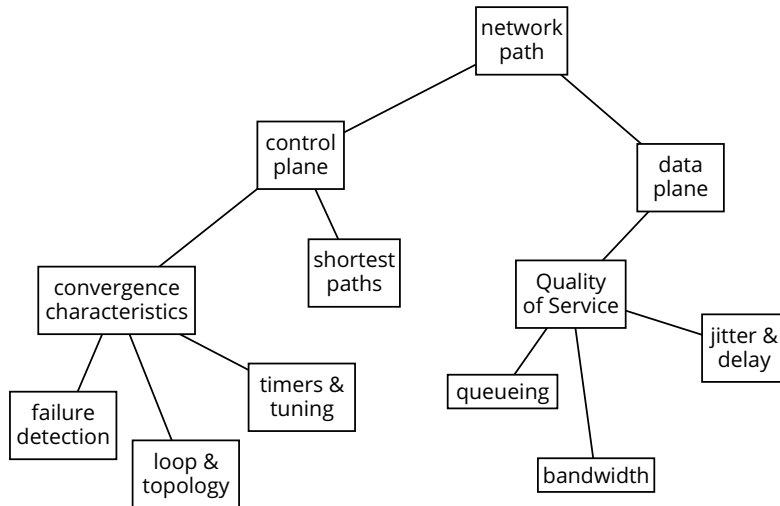 network
path
control
plane
data
plane
shortest
paths
convergence
characteristics
Quality
of Service
jitter &
delay
timers &
tuning
queueing
failure
detection
loop &
topology
bandwidth